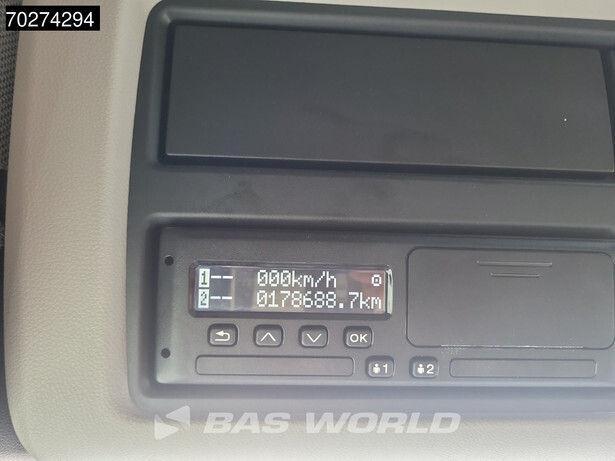 70274294
1 -- 000km/h
2 -- 0178688.7km
OK
1 2
BAS WORLD